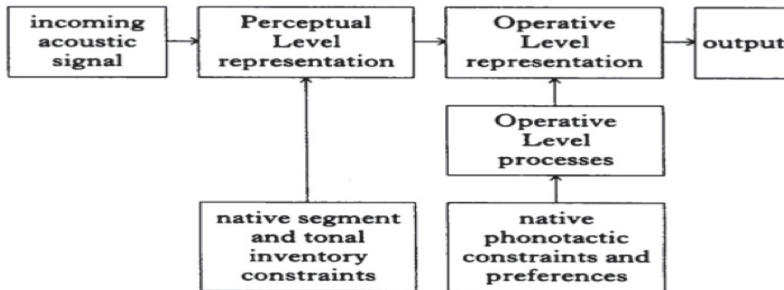 incoming
acoustic
signal
Perceptual
Level
representation
Operative
Level
representation
output
Operative
Level
processes
native segment
and tonal
inventory
constraints
native
phonotactic
constraints and
preferences